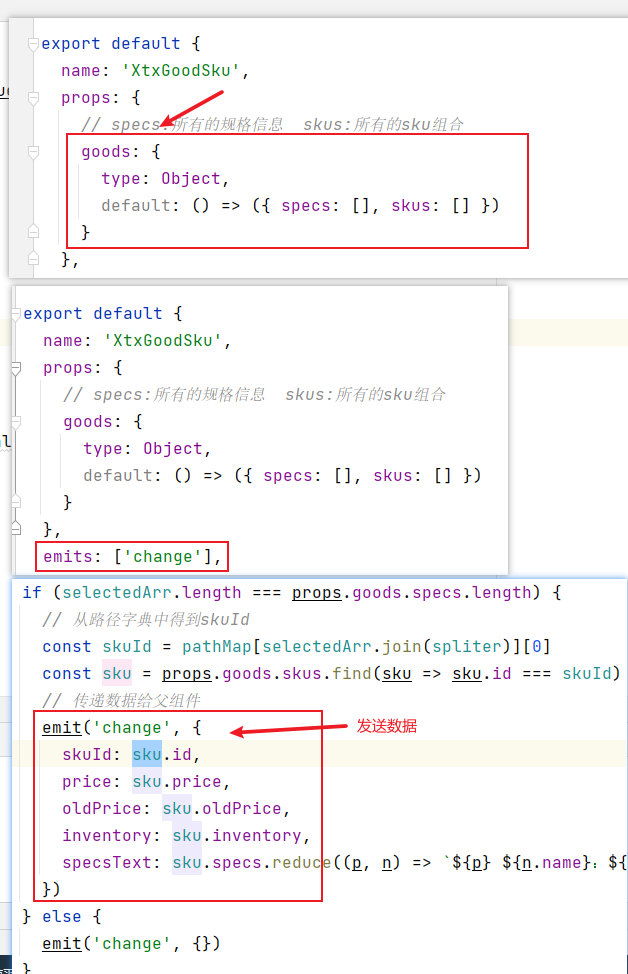 export default {
name: 'XtxGoodSku',
props: {
// specs:所有的规格信息  skus:所有的sku组合
goods: {
type: Object,
default: () => ({ specs: [], skus: [] })
}
},
export default {
name: 'XtxGoodSku',
props: {
// specs:所有的规格信息  skus:所有的sku组合
goods: {
type: Object,
default: () => ({ specs: [], skus: [] })
}
},
emits: ['change'],
if (selectedArr.length === props.goods.specs.length) {
// 从路径字典中得到skuId
const skuId = pathMap[selectedArr.join(spliter)][0]
const sku = props.goods.skus.find(sku => sku.id === skuId)
// 传递数据给父组件
emit('change', {
发送数据
skuId: sku.id,
price: sku.price,
oldPrice: sku.oldPrice,
inventory: sku.inventory,
specsText: sku.specs.reduce((p, n) => `${p} ${n.name}：${
})
} else {
emit('change', {})
}